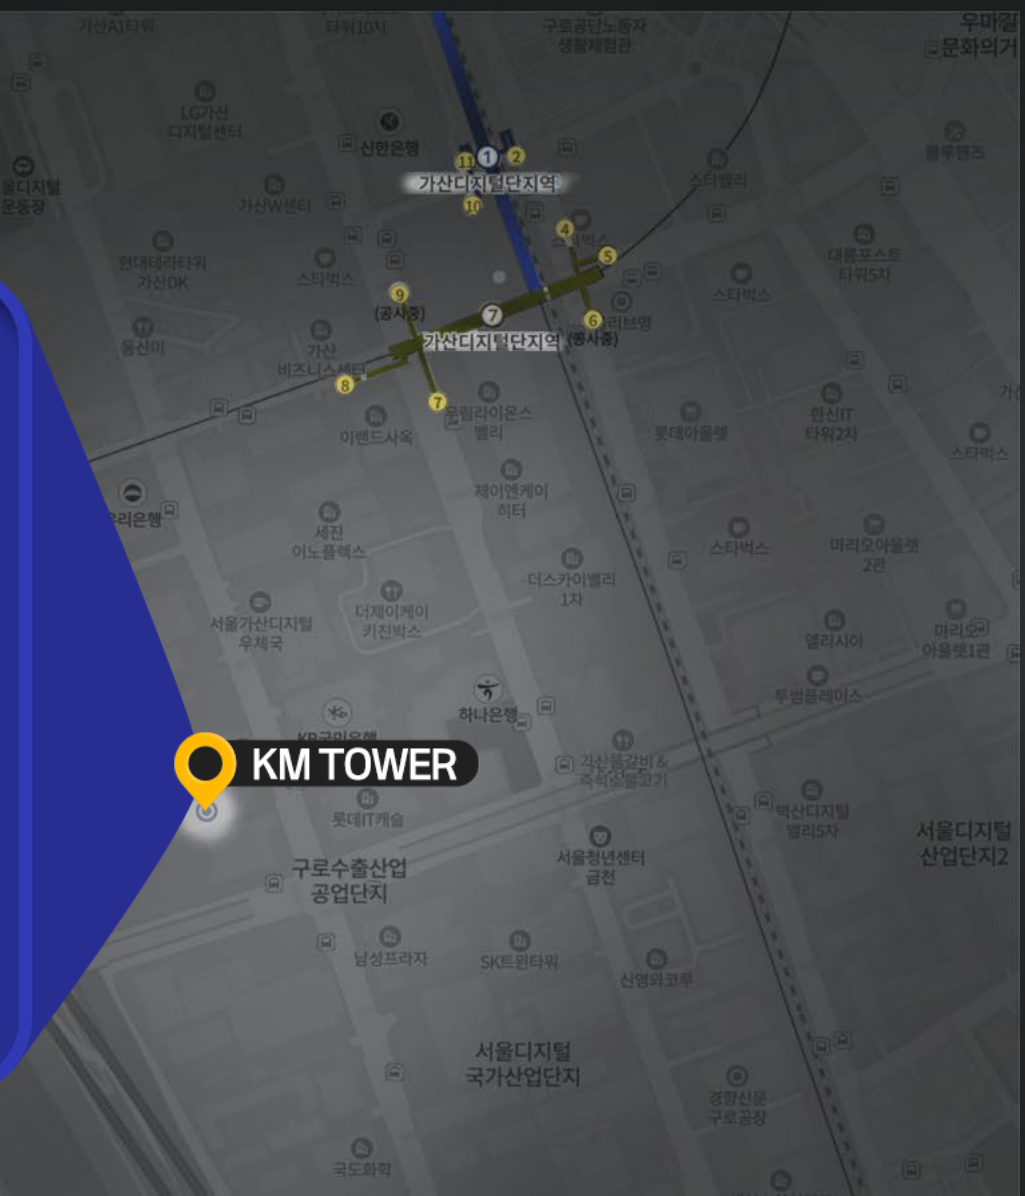 가산A1타워
타워10차
구로공단노동자
생활체험관
우마길
문화의거
LG가산
디지털센터
신한은행
11
1
2
블루핸즈
울디지털
운동장
가산디지털단지역
스타밸리
가산W센터
10
4
스타벅스
5
현대테라타워
가산DK
스타벅스
대륭포스트
타워5차
9
(공사중)
스타벅스
7
6
(공사중)
가산디지털단지역
등신미
가산
비즈니스센터
8
7
이랜드사옥
우림라이온스
밸리
롯데아울렛
한신IT
타워2차
스타벅스
제이엔케이
히터
우리은행
세진
이노플렉스
스타벅스
마리오아울렛
2관
더스카이밸리
1차
서울가산디지털
우체국
더제이케이
키친박스
엘리시아
마리오
아울렛1관
투썸플레이스
하나은행
KB국민은행
KM TOWER
롯데IT캐슬
벽산디지털
밸리5차
서울디지털
산업단지2
구로수출산업
공업단지
서울청년센터
금천
남성프라자
SK트윈타워
신영와코루
서울디지털
국가산업단지
경향신문
구로공장
국도화학